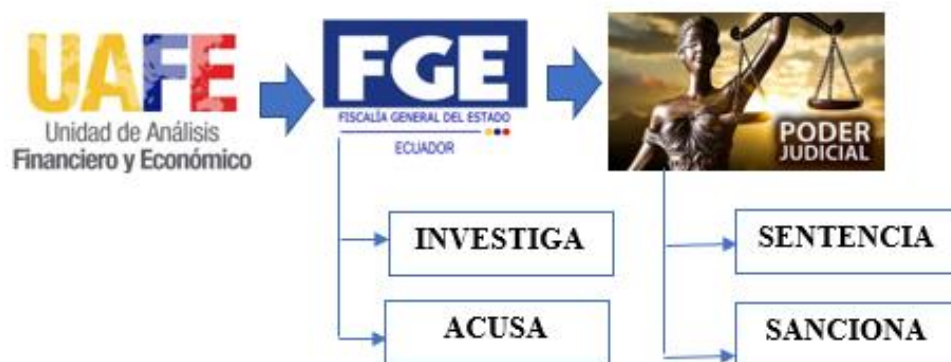 UAFE
Unidad de Análisis
Financiero y Económico
FGE
FISCALÍA GENERAL DEL ESTADO
ECUADOR
PODER
JUDICIAL
INVESTIGA
ACUSA
SENTENCIA
SANCIONA